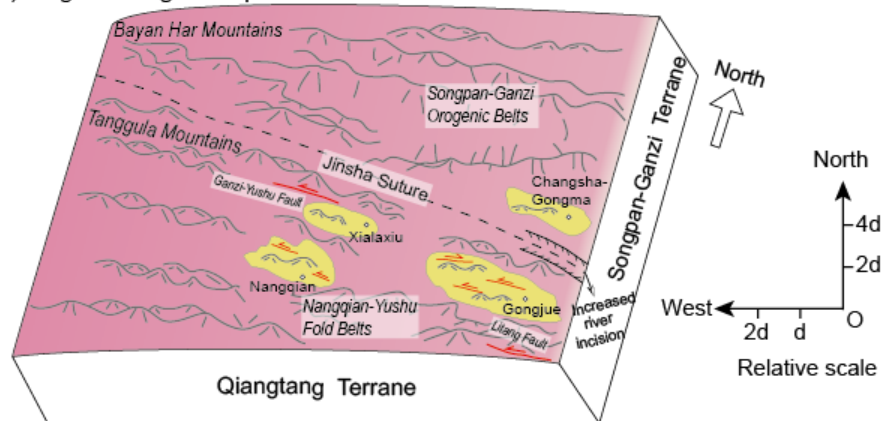 Bayan Har Mountains
Songpan-Ganzi
Orogenic Belts
North
Songpan-Ganzi Terrane
Tanggula Mountains
Jinsha Suture
Ganzi-Yushu Fault
Changsha-
Gongma
Xialaxiu
Nangqian
Gongjue
Nangqian-Yushu
Fold Belts
Litang Fault
Increased
river
incision
Qiangtang Terrane
North
4d
2d
West
O
2d
d
Relative scale